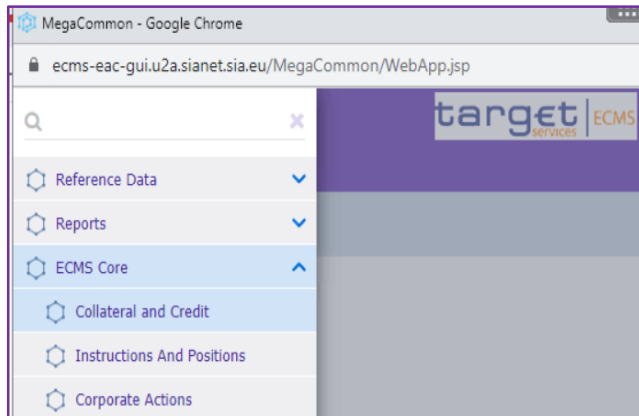 MegaCommon - Google Chrome
ecms-eac-gui.u2a.sianet.sia.eu/MegaCommon/WebApp.jsp
target services | ECMS
Reference Data
Reports
ECMS Core
Collateral and Credit
Instructions And Positions
Corporate Actions